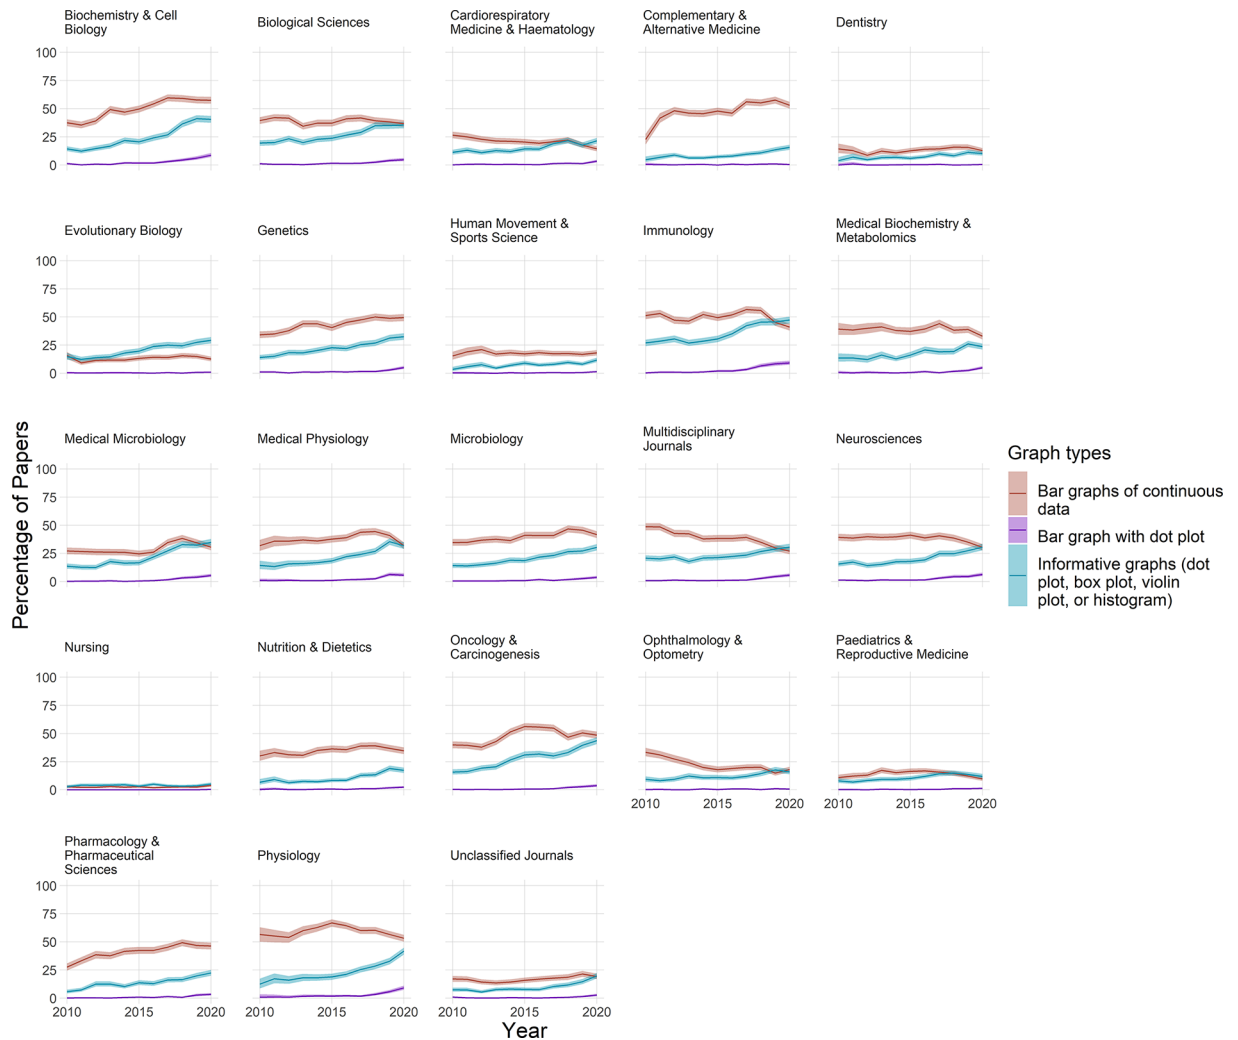 Biochemistry & Cell
Biology
Biological Sciences
Cardiorespiratory
Medicine & Haematology
Complementary &
Alternative Medicine
Dentistry
100
75
50
25
0
Evolutionary Biology
Genetics
Human Movement &
Sports Science
Immunology
Medical Biochemistry &
Metabolomics
100
75
50
25
0
Medical Microbiology
Medical Physiology
Microbiology
Multidisciplinary
Journals
Neurosciences
100
75
50
25
0
Nursing
Nutrition & Dietetics
Oncology &
Carcinogenesis
Ophthalmology &
Optometry
Paediatrics &
Reproductive Medicine
100
75
50
25
0
2010 2015 2020
2010 2015 2020
Pharmacology &
Pharmaceutical
Sciences
Physiology
Unclassified Journals
100
75
50
25
0
2010 2015 2020
2010 2015 2020
2010 2015 2020
Year
Percentage of Papers
Graph types
Bar graphs of continuous
data
Bar graph with dot plot
Informative graphs (dot
plot, box plot, violin
plot, or histogram)